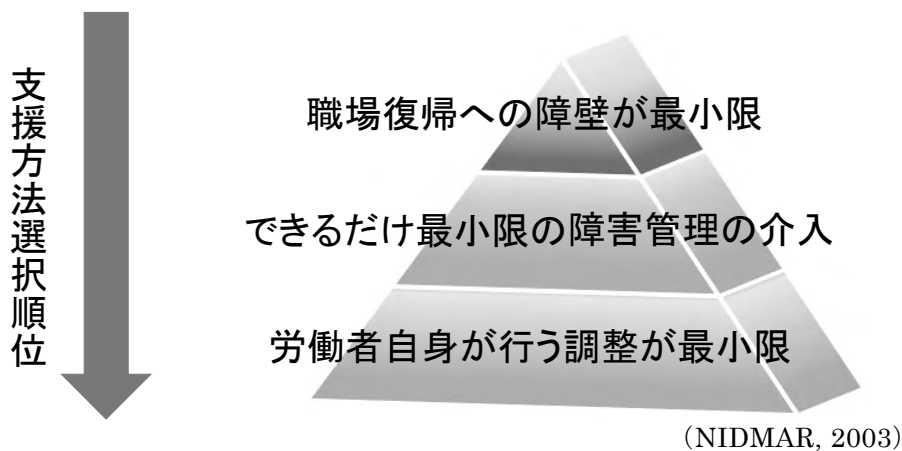 支援方法選択順位
職場復帰への障壁が最小限
できるだけ最小限の障害管理の介入
労働者自身が行う調整が最小限
(NIDMAR, 2003)